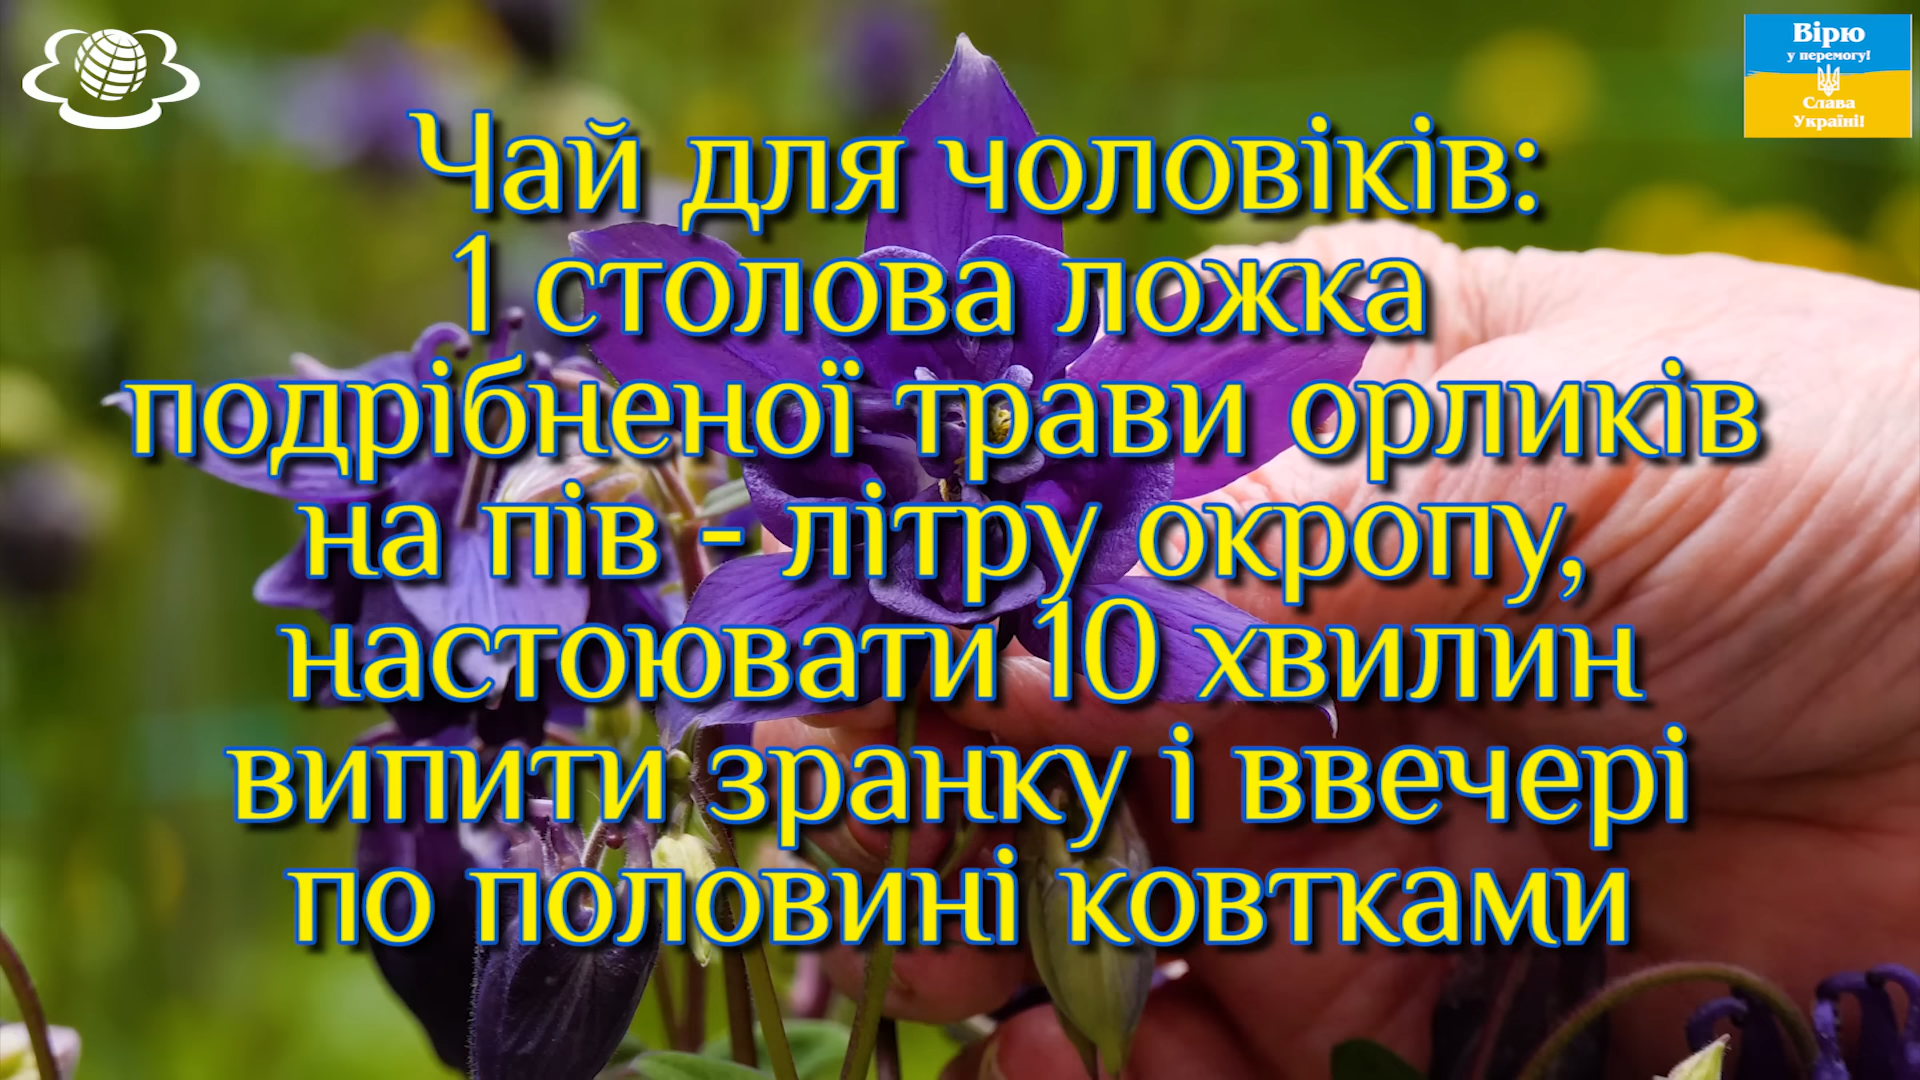 Вірю
у перемогу!
Слава
Україні!
Чай для чоловіків:
1 столова ложка
подрібненої трави орликів
на пів - літру окропу,
настоювати 10 хвилин
випити зранку і ввечері
по половині ковтками